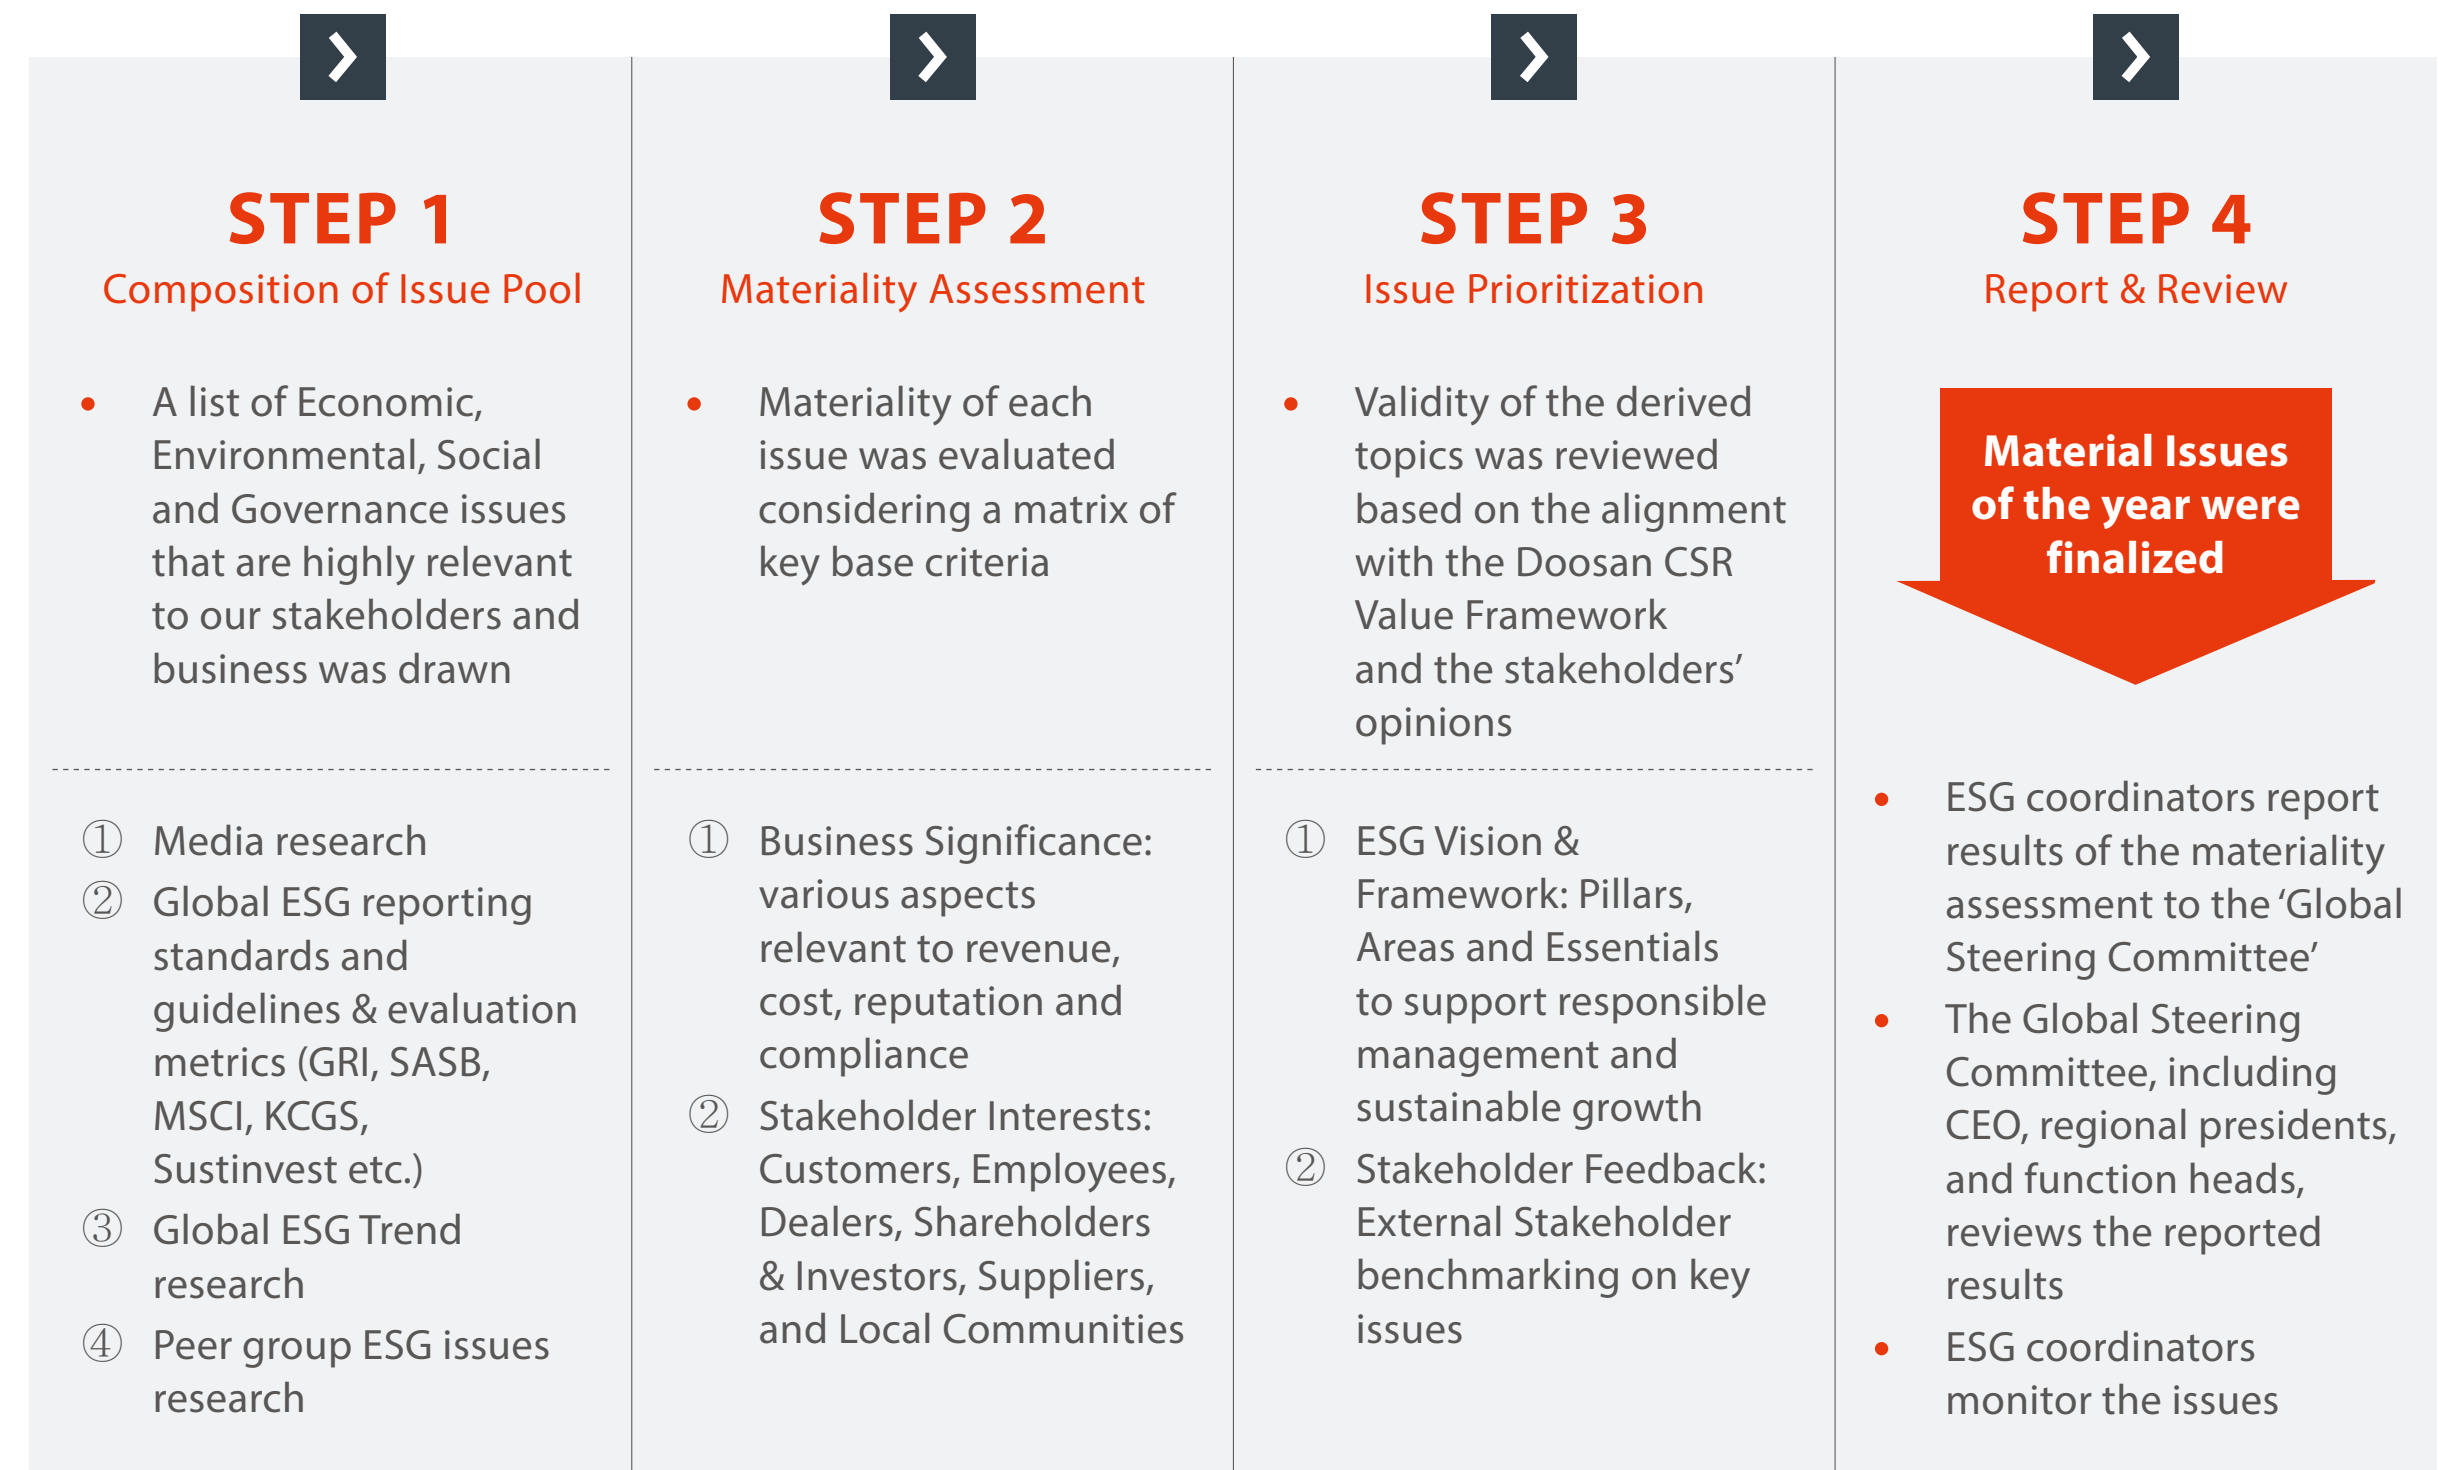 STEP 1
Composition of Issue Pool
• A list of Economic,
Environmental, Social
and Governance issues
that are highly relevant
to our stakeholders and
business was drawn
① Media research
② Global ESG reporting
standards and
guidelines & evaluation
metrics (GRI, SASB,
MSCI, KCGS,
Sustinvest etc.)
③ Global ESG Trend
research
④ Peer group ESG issues
research
STEP 2
Materiality Assessment
• Materiality of each
issue was evaluated
considering a matrix of
key base criteria
① Business Significance:
various aspects
relevant to revenue,
cost, reputation and
compliance
② Stakeholder Interests:
Customers, Employees,
Dealers, Shareholders
& Investors, Suppliers,
and Local Communities
STEP 3
Issue Prioritization
• Validity of the derived
topics was reviewed
based on the alignment
with the Doosan CSR
Value Framework
and the stakeholders’
opinions
① ESG Vision &
Framework: Pillars,
Areas and Essentials
to support responsible
management and
sustainable growth
② Stakeholder Feedback:
External Stakeholder
benchmarking on key
issues
STEP 4
Report & Review
Material Issues
of the year were
finalized
• ESG coordinators report
results of the materiality
assessment to the ‘Global
Steering Committee’
• The Global Steering
Committee, including
CEO, regional presidents,
and function heads,
reviews the reported
results
• ESG coordinators
monitor the issues